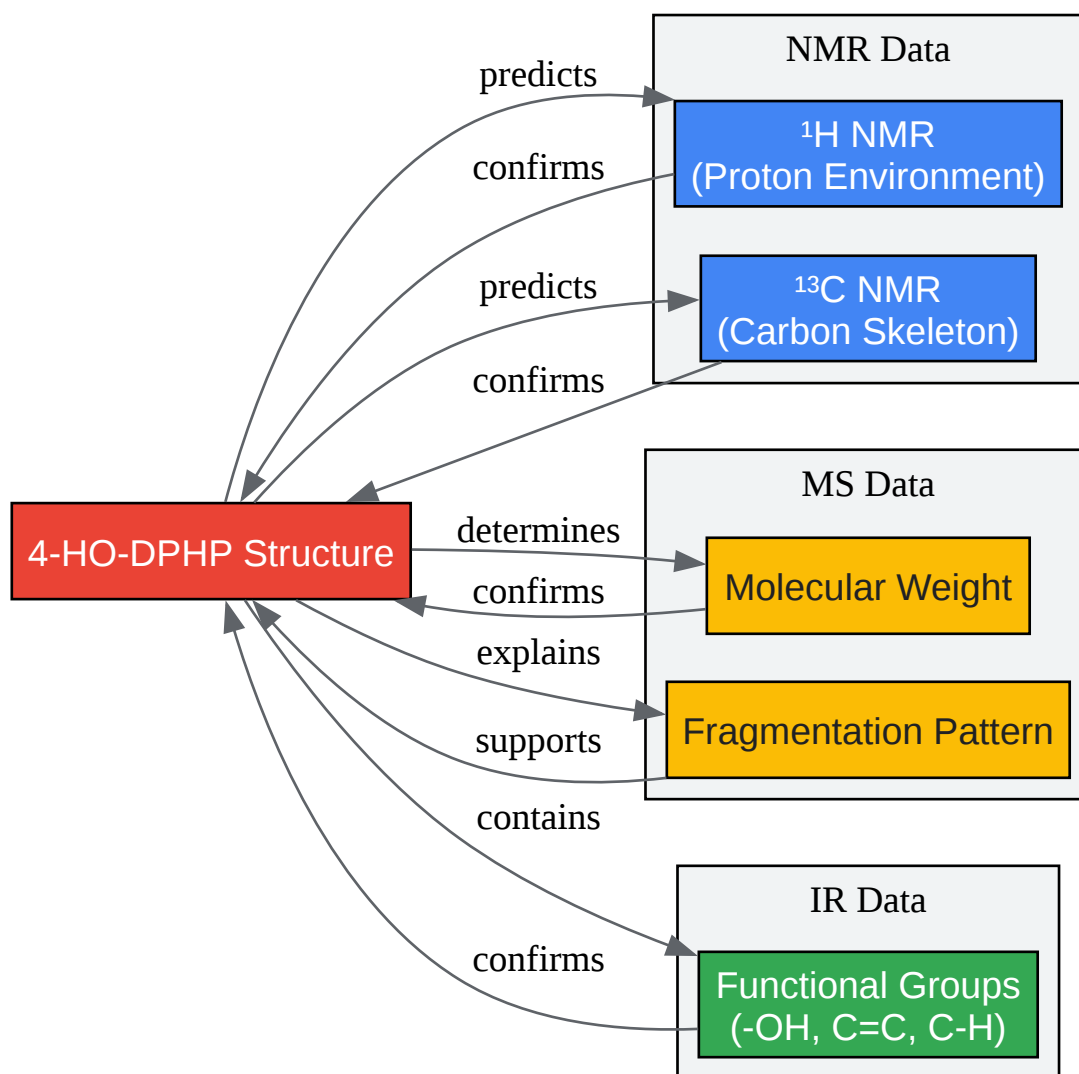 NMR Data
predicts
¹H NMR
(Proton Environment)
confirms
predicts
¹³C NMR
(Carbon Skeleton)
confirms
MS Data
4-HO-DPHP Structure
determines
Molecular Weight
confirms
explains
Fragmentation Pattern
supports
contains
IR Data
confirms
Functional Groups
(-OH, C=C, C-H)